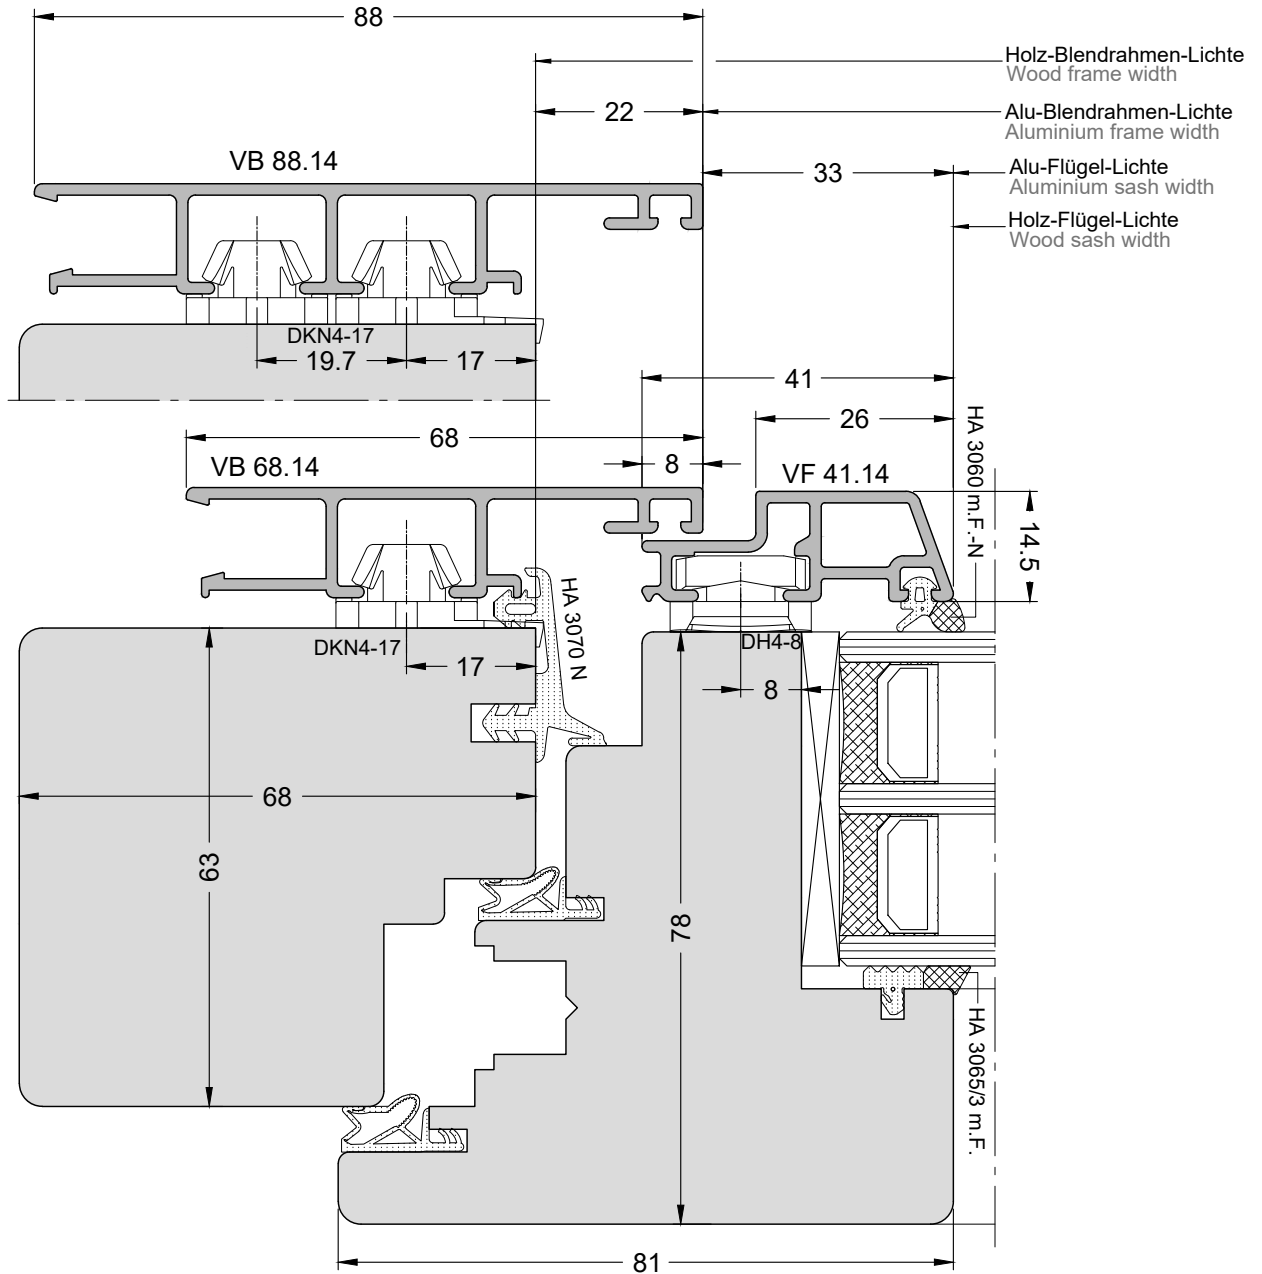 88
Holz-Blendrahmen-Lichte
Wood frame width
22
Alu-Blendrahmen-Lichte
Aluminium frame width
VB 88.14
33
Alu-Flügel-Lichte
Aluminium sash width
Holz-Flügel-Lichte
Wood sash width
DKN4-17
19.7
17
41
26
HA 3060 m.F.-N
68
8
VB 68.14
VF 41.14
14.5
HA 3070 N
DKN4-17
17
DH4-8
8
68
63
78
HA 3065/3 m.F.
81